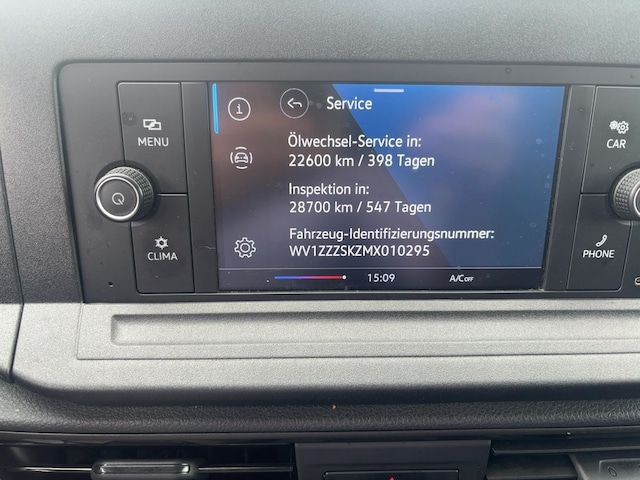 Service
MENU
Ölwechsel-Service in:
22600 km / 398 Tagen
CAR
Inspektion in:
28700 km / 547 Tagen
Fahrzeug-Identifizierungsnummer:
WV1ZZZSKZMX010295
CLIMA
PHONE
15:09
A/C OFF